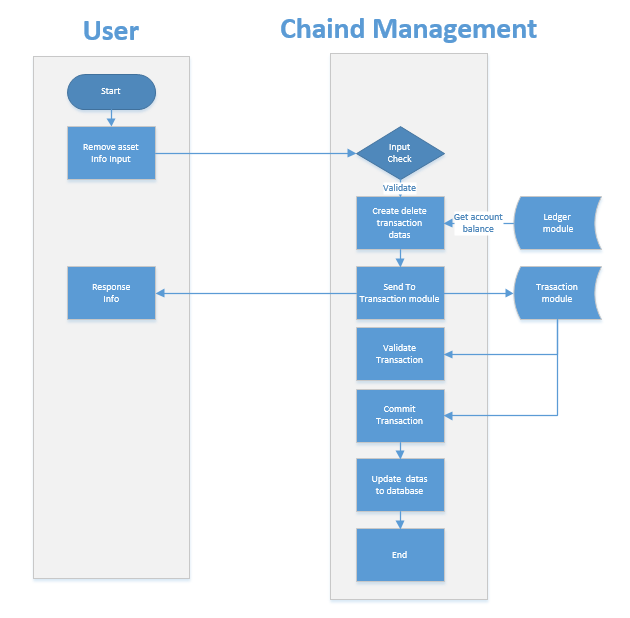 User
Chaind Management
Start
Remove asset
Info Input
Input
Check
Validate
Create delete
transaction
datas
Get account
balance
Ledger
module
Response
Info
Send To
Transaction module
Trasaction
module
Validate
Transaction
Commit
Transaction
Update datas
to database
End